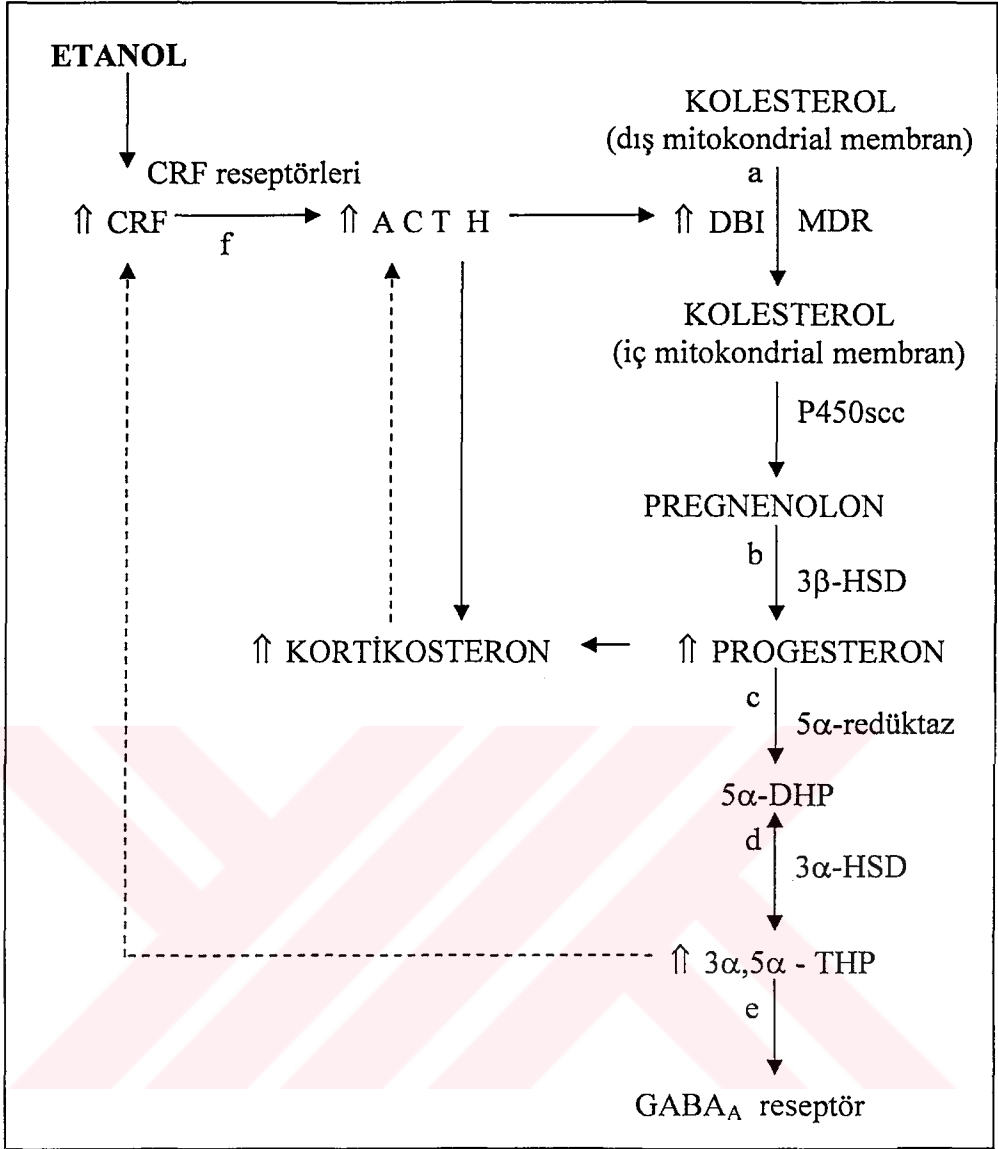 ETANOL
KOLESTEROL
(dış mitokondrial membran)
a
CRF reseptörleri
⇑ CRF
f
⇑ A C T H
⇑ DBI
MDR
KOLESTEROL
(iç mitokondrial membran)
P450scc
PREGNENOLON
b
3β-HSD
⇑ KORTİKOSTERON
⇑ PROGESTERON
c
5α-redüktaz
5α-DHP
d
3α-HSD
⇑ 3α,5α - THP
e
GABA_A reseptör